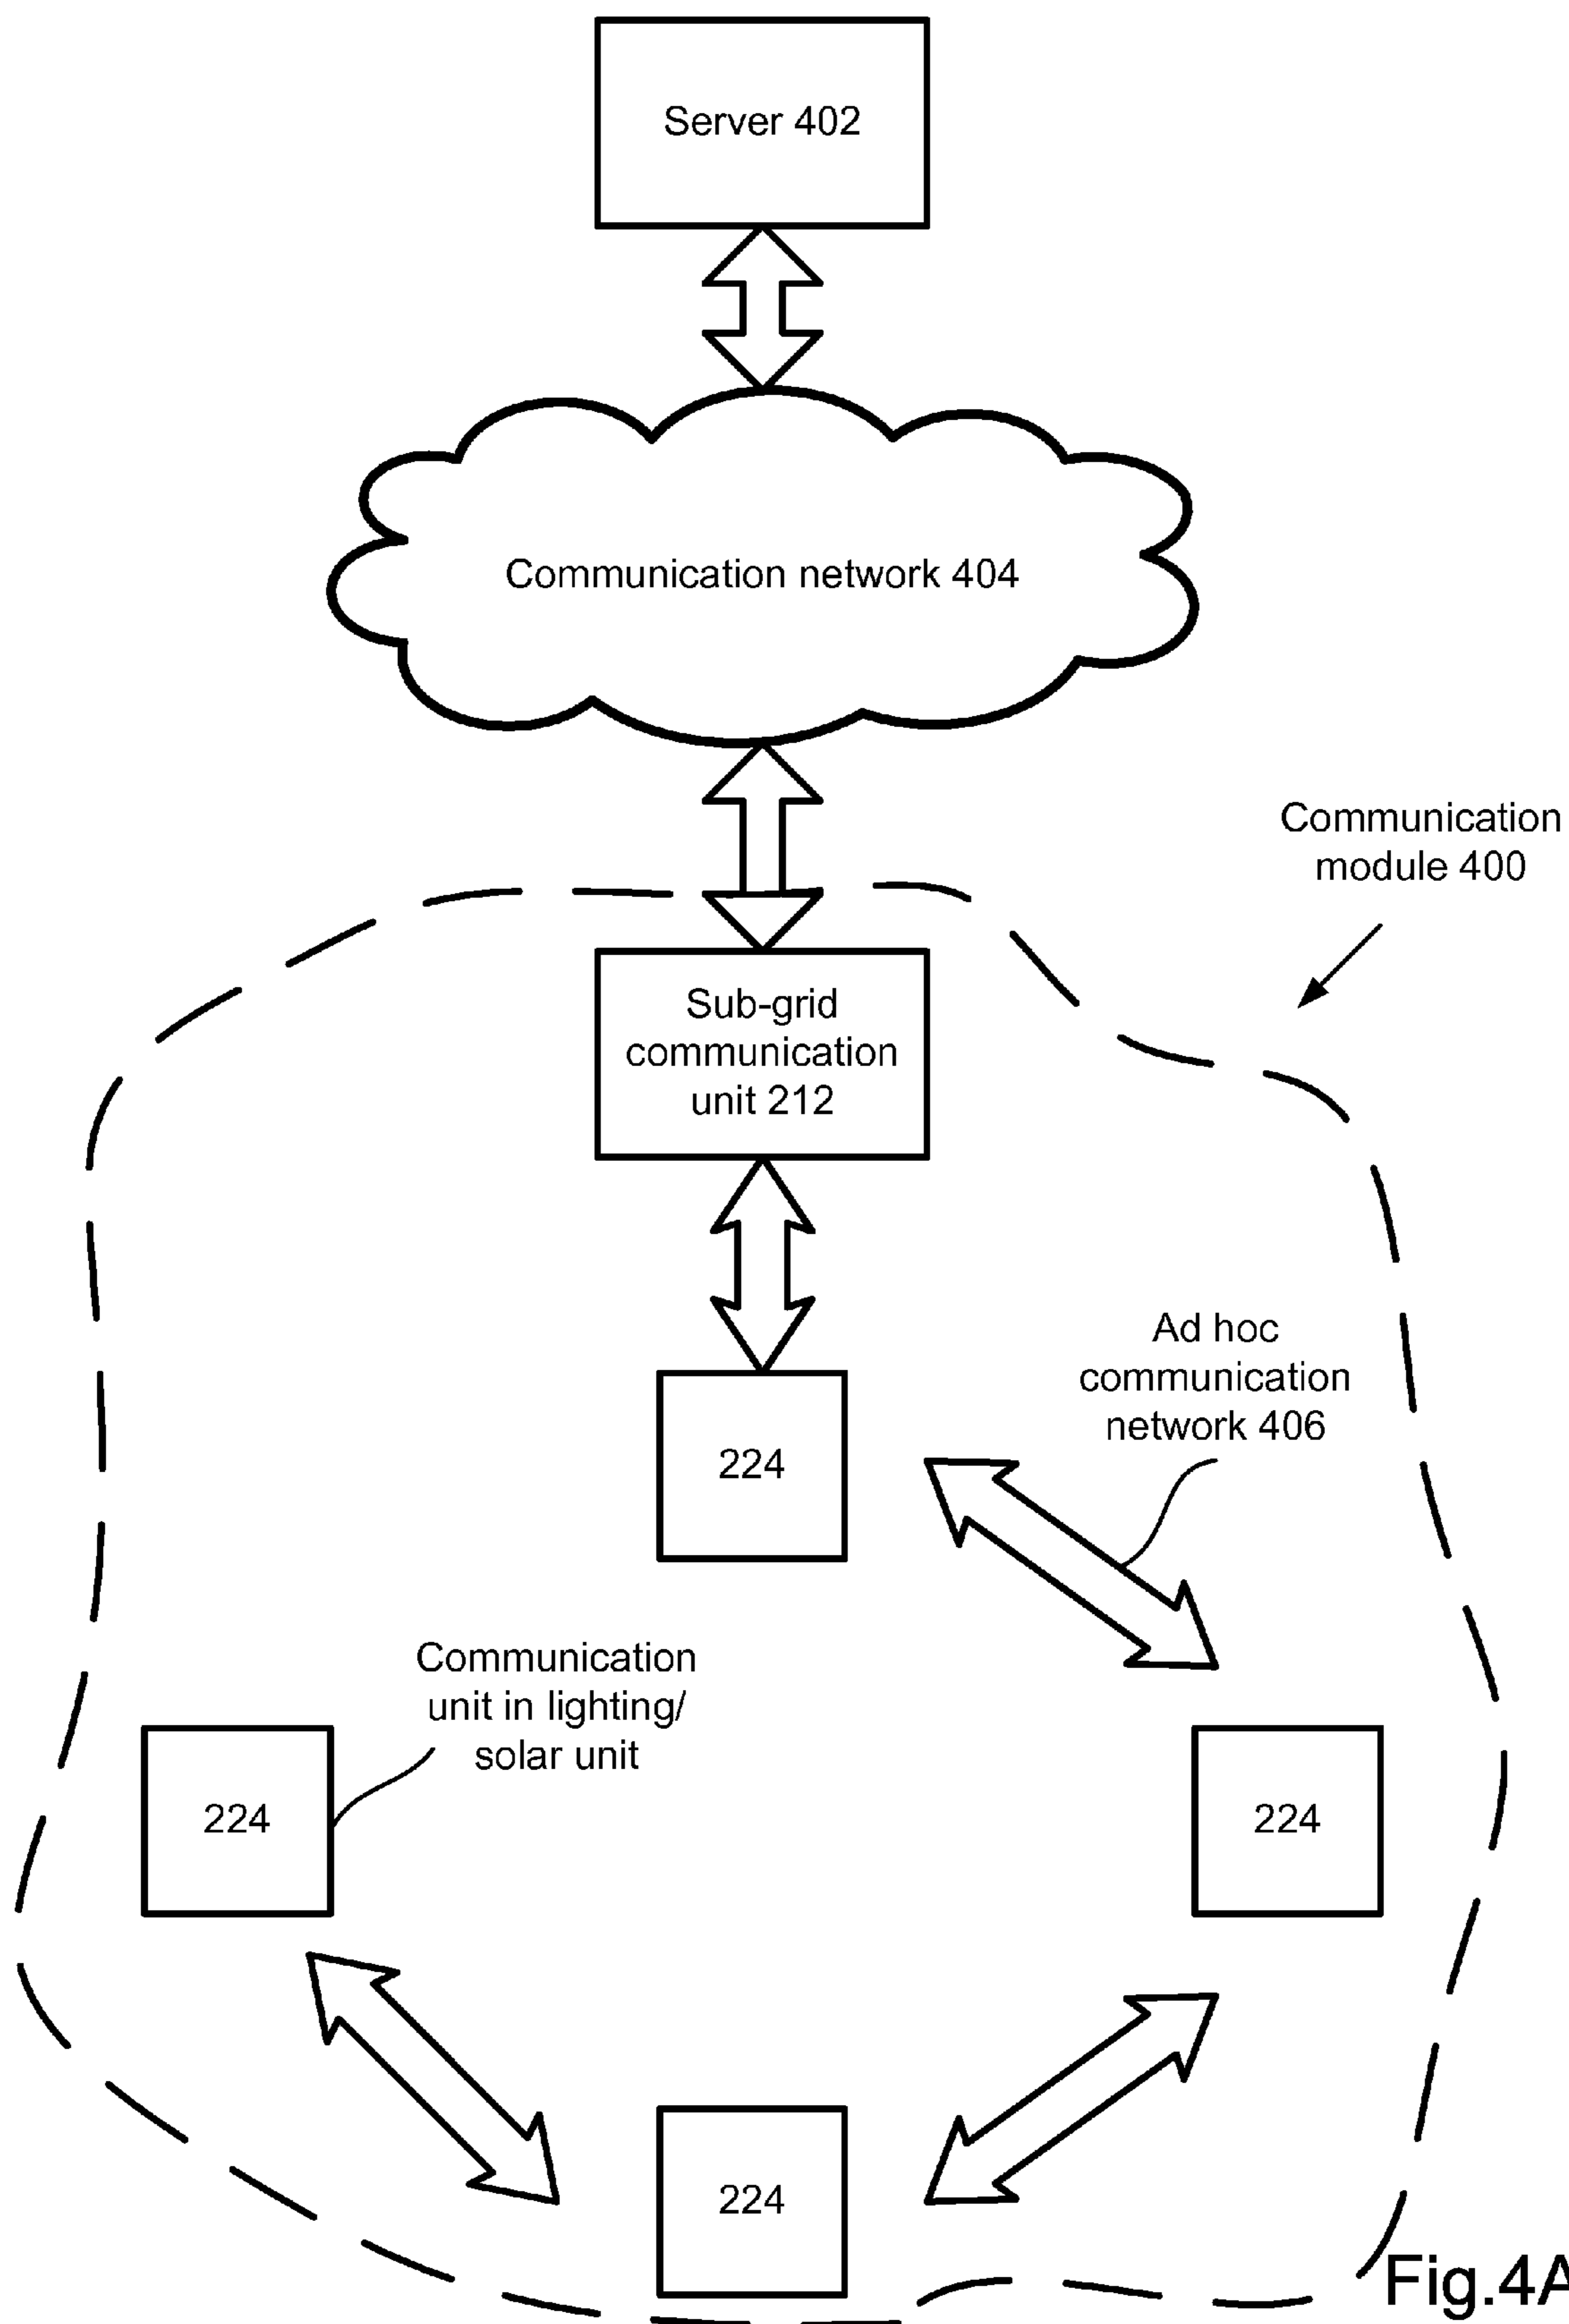 Server 402
Communication network 404
Communication
module 400
Sub-grid
communication
unit 212
Ad hoc
communication
network 406
224
Communication
unit in lighting/
solar unit
224
224
224
Fig.4A